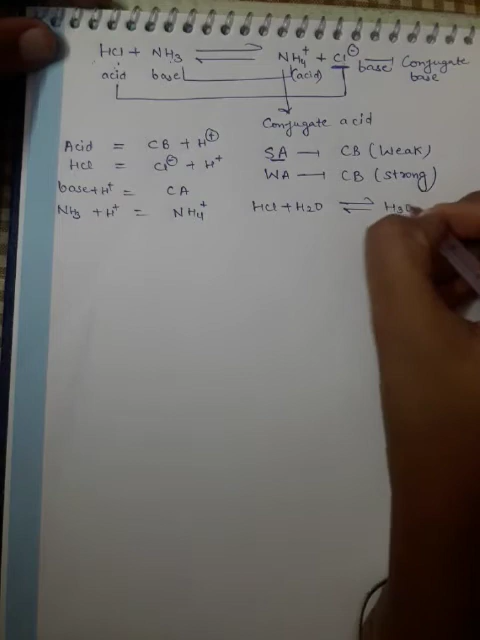 HCl + NH3 ⇌ NH4+ + Cl⊖
acid base (acid) base → Conjugate base
Conjugate acid
Acid = CB + H⊕
HCl = Cl⊖ + H+
base + H+ = CA
NH3 + H+ = NH4+
SA → CB (Weak)
WA → CB (strong)
HCl + H2O ⇌ H3O